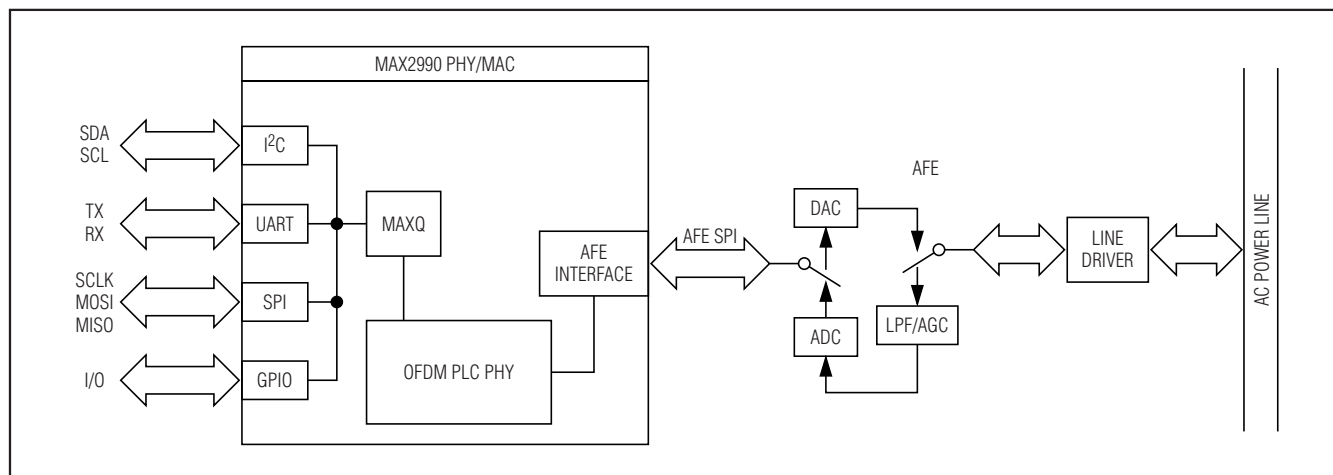 MAX2990 PHY/MAC
SDA
SCL
I²C
TX
RX
UART
MAXQ
SCLK
MOSI
MISO
SPI
I/O
GPIO
OFDM PLC PHY
AFE
INTERFACE
AFE SPI
AFE
DAC
ADC
LPF/AGC
LINE
DRIVER
AC POWER LINE